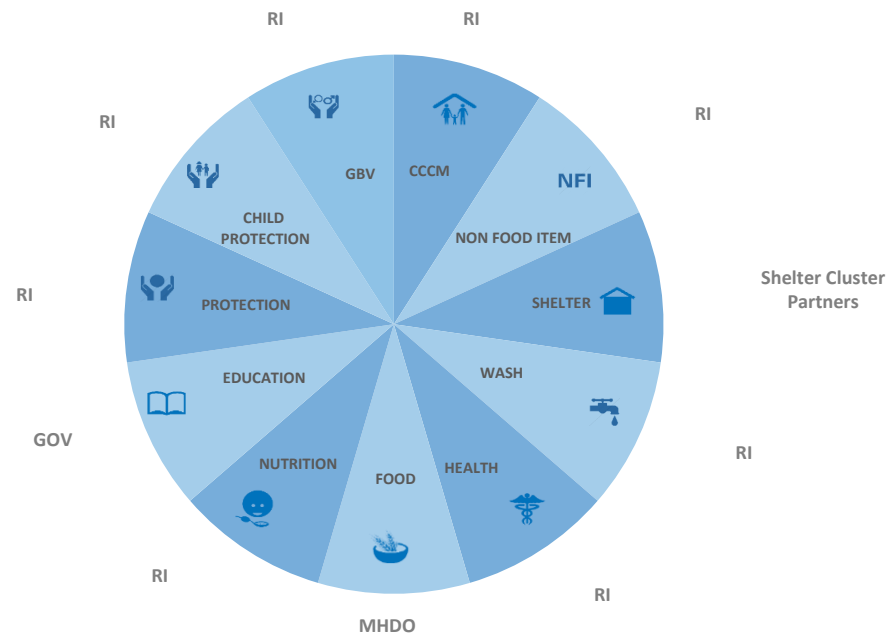 RI
RI
RI
RI
GBV
CCCM
NFI
CHILD
PROTECTION
NON FOOD ITEM
Shelter Cluster
Partners
RI
PROTECTION
SHELTER
EDUCATION
WASH
GOV
RI
NUTRITION
FOOD
HEALTH
RI
RI
MHDO